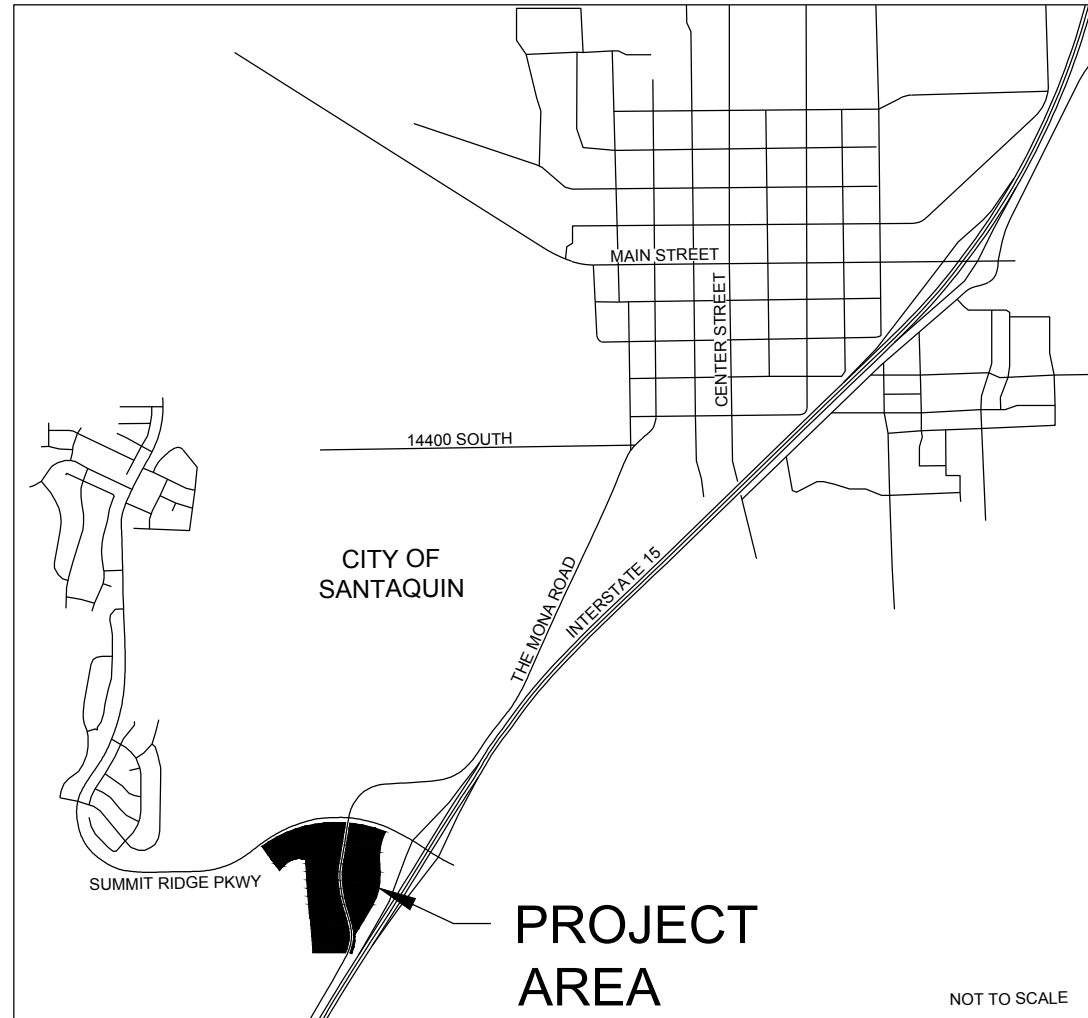 MAIN STREET
CENTER STREET
14400 SOUTH
CITY OF
SANTAQUIN
THE MONA ROAD
INTERSTATE 15
SUMMIT RIDGE PKWY
PROJECT
AREA
NOT TO SCALE